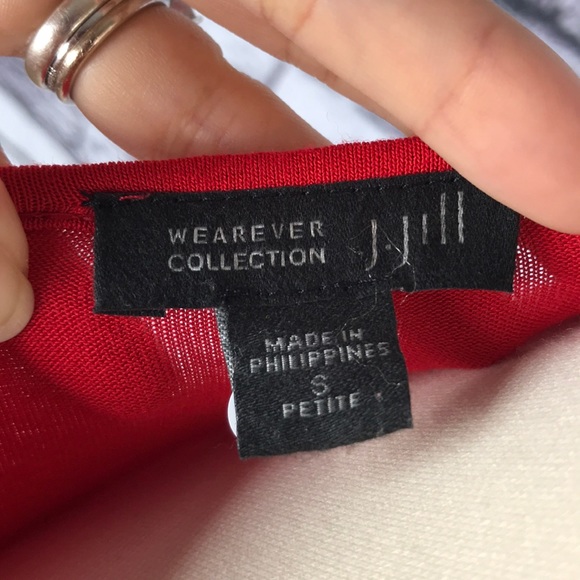 WEAREVER
COLLECTION
J.Jill
MADE IN
PHILIPPINES
S
PETITE